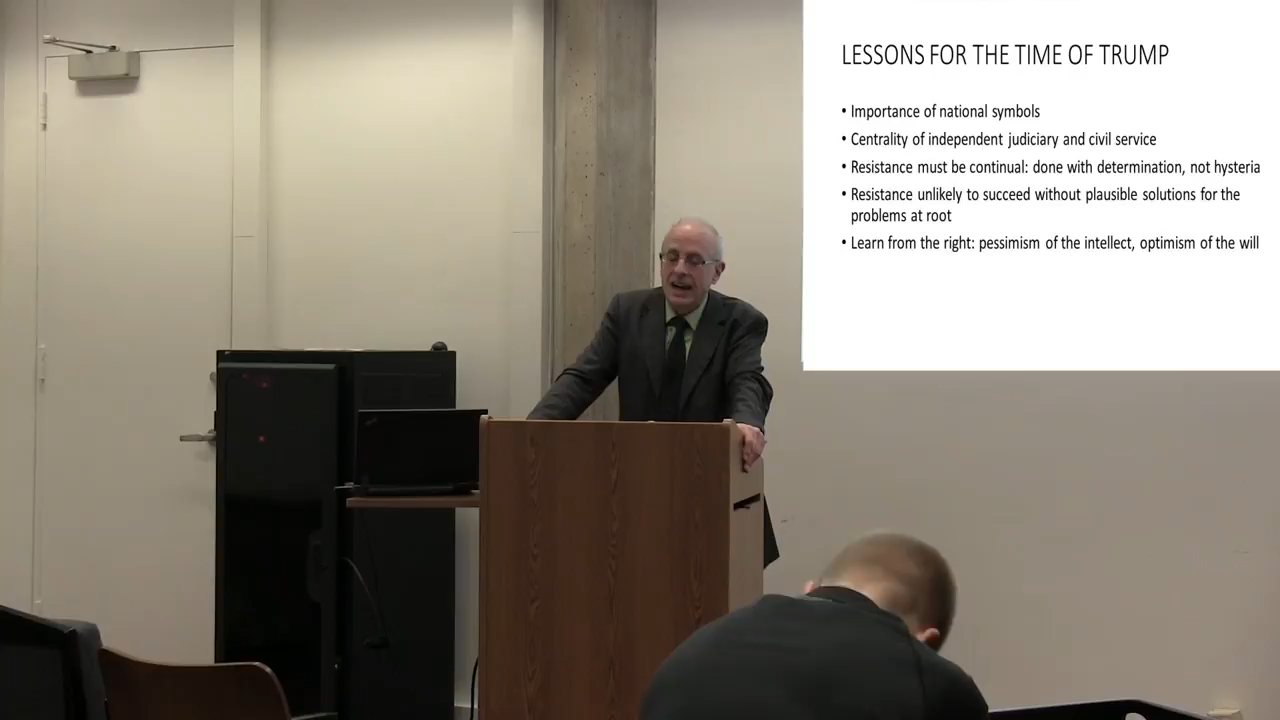 LESSONS FOR THE TIME OF TRUMP
• Importance of national symbols
• Centrality of independent judiciary and civil service
• Resistance must be continual: done with determination, not hysteria
• Resistance unlikely to succeed without plausible solutions for the
problems at root
• Learn from the right: pessimism of the intellect, optimism of the will